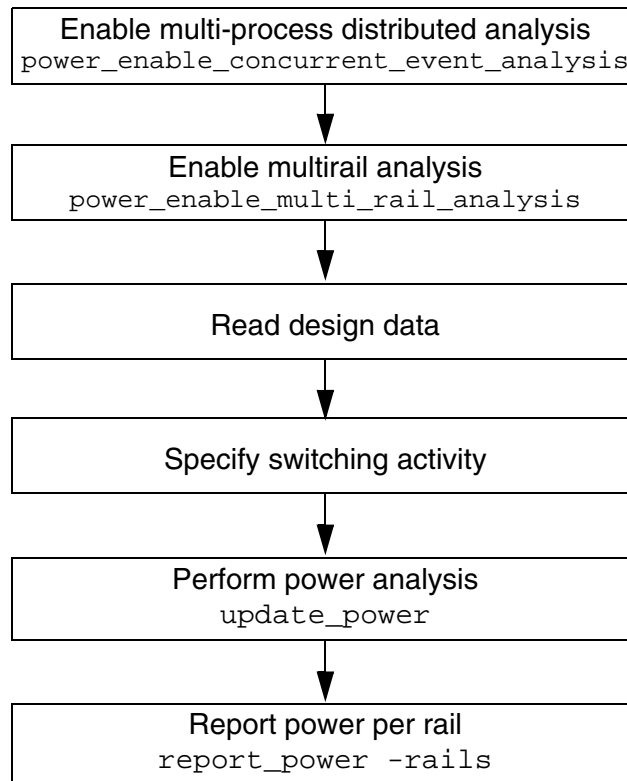 Enable multi-process distributed analysis
power_enable_concurrent_event_analysis
Enable multirail analysis
power_enable_multi_rail_analysis
Read design data
Specify switching activity
Perform power analysis
update_power
Report power per rail
report_power -rails